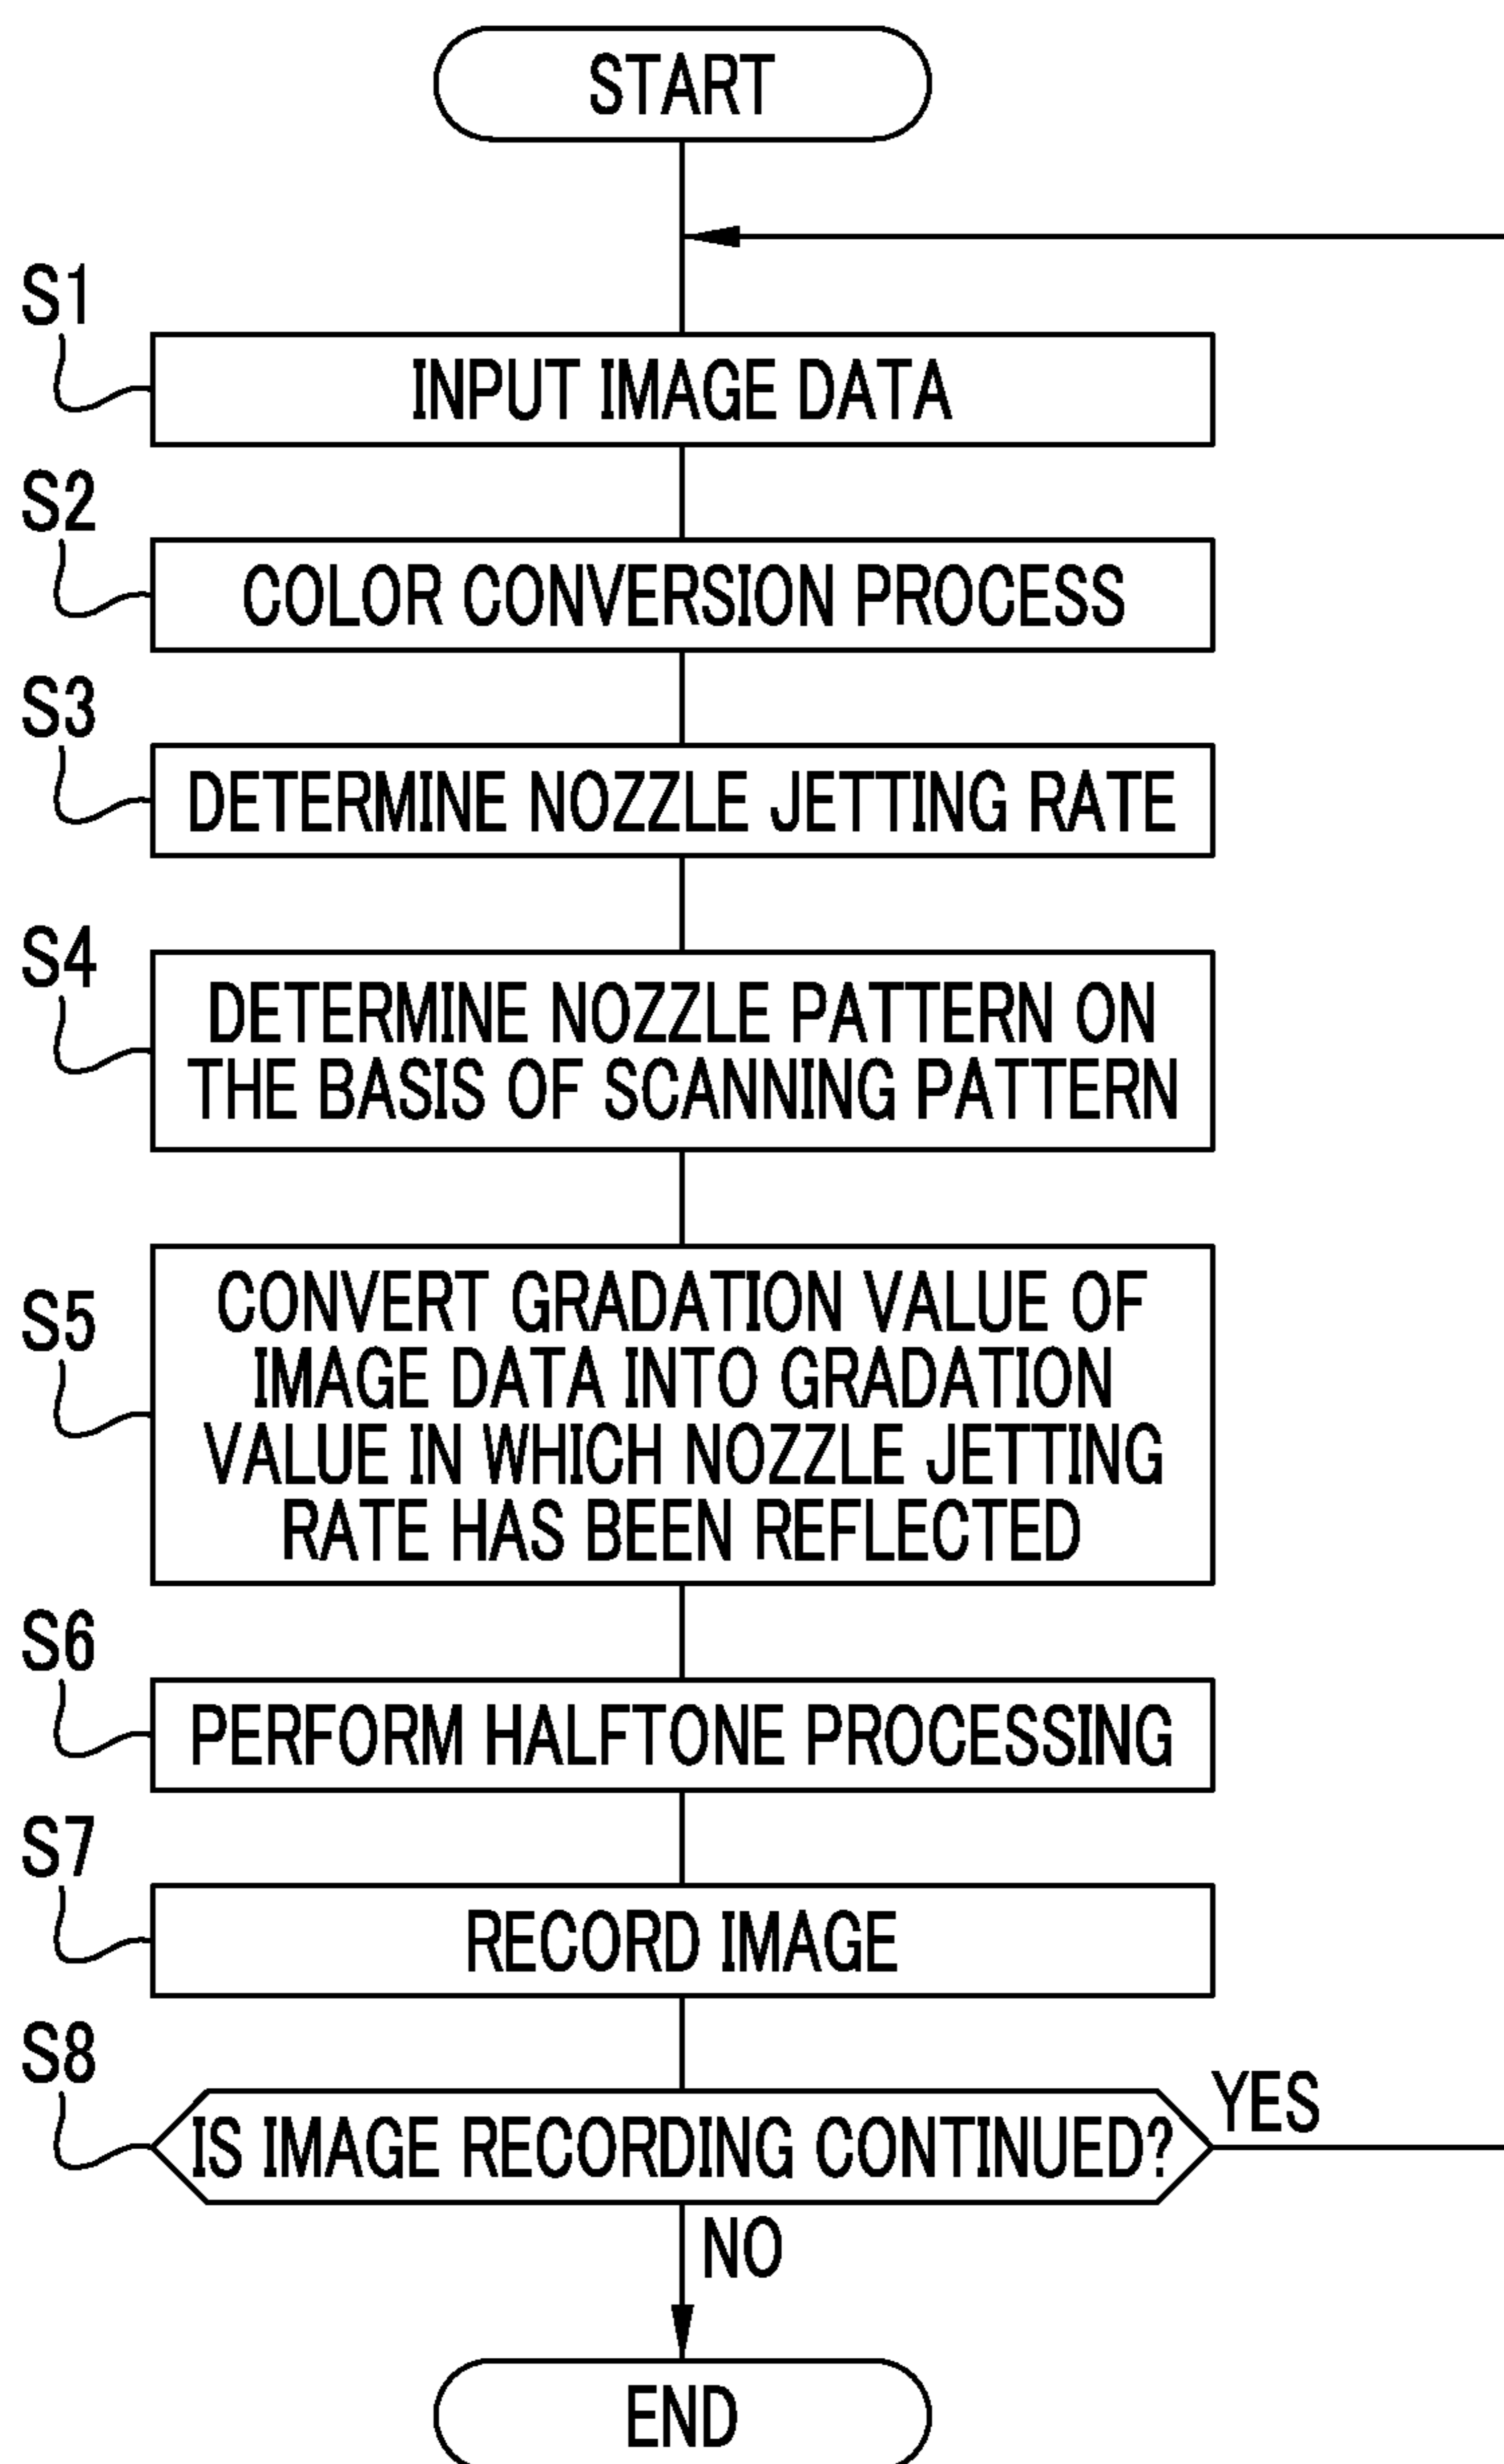 START
S1
INPUT IMAGE DATA
S2
COLOR CONVERSION PROCESS
S3
DETERMINE NOZZLE JETTING RATE
S4
DETERMINE NOZZLE PATTERN ON
THE BASIS OF SCANNING PATTERN
S5
CONVERT GRADATION VALUE OF
IMAGE DATA INTO GRADATION
VALUE IN WHICH NOZZLE JETTING
RATE HAS BEEN REFLECTED
S6
PERFORM HALFTONE PROCESSING
S7
RECORD IMAGE
S8
IS IMAGE RECORDING CONTINUED?
YES
NO
END